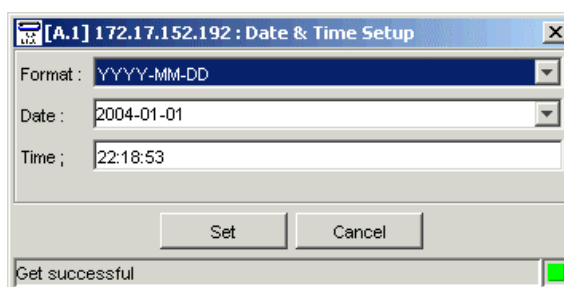 [A.1] 172.17.152.192 : Date & Time Setup
Format : YYYY-MM-DD
Date : 2004-01-01
Time ; 22:18:53
Set Cancel
Get successful